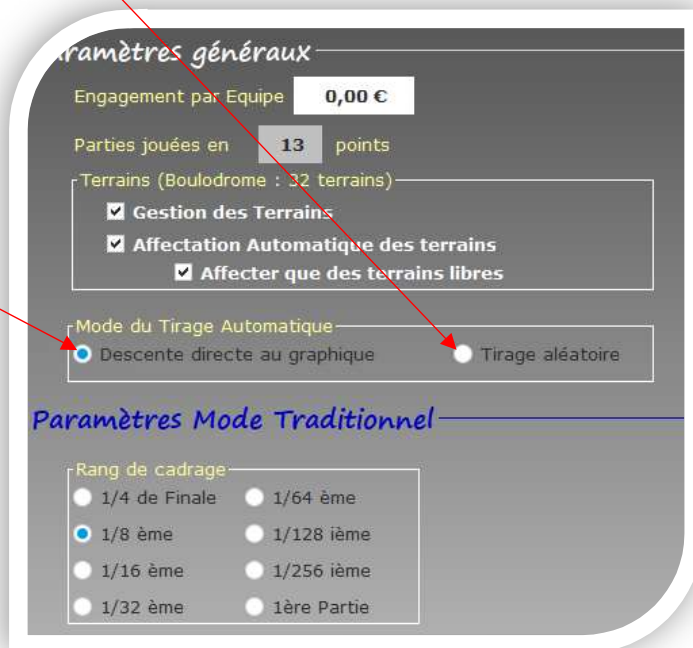 Paramètres généraux
Engagement par Equipe 0,00 €
Parties jouées en 13 points
Terrains (Boulodrome : 32 terrains)
Gestion des Terrains
Affectation Automatique des terrains
Affecter que des terrains libres
Mode du Tirage Automatique
Descente directe au graphique Tirage aléatoire
Paramètres Mode Traditionnel
Rang de cadrage
1/4 de Finale 1/64 ème
1/8 ème 1/128 ième
1/16 ème 1/256 ième
1/32 ème 1ère Partie